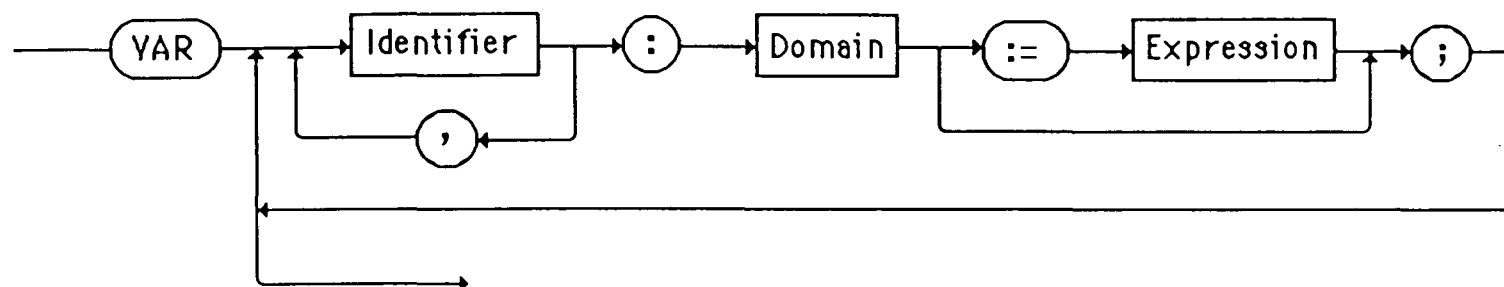 VAR Identifier : Domain := Expression ;
,